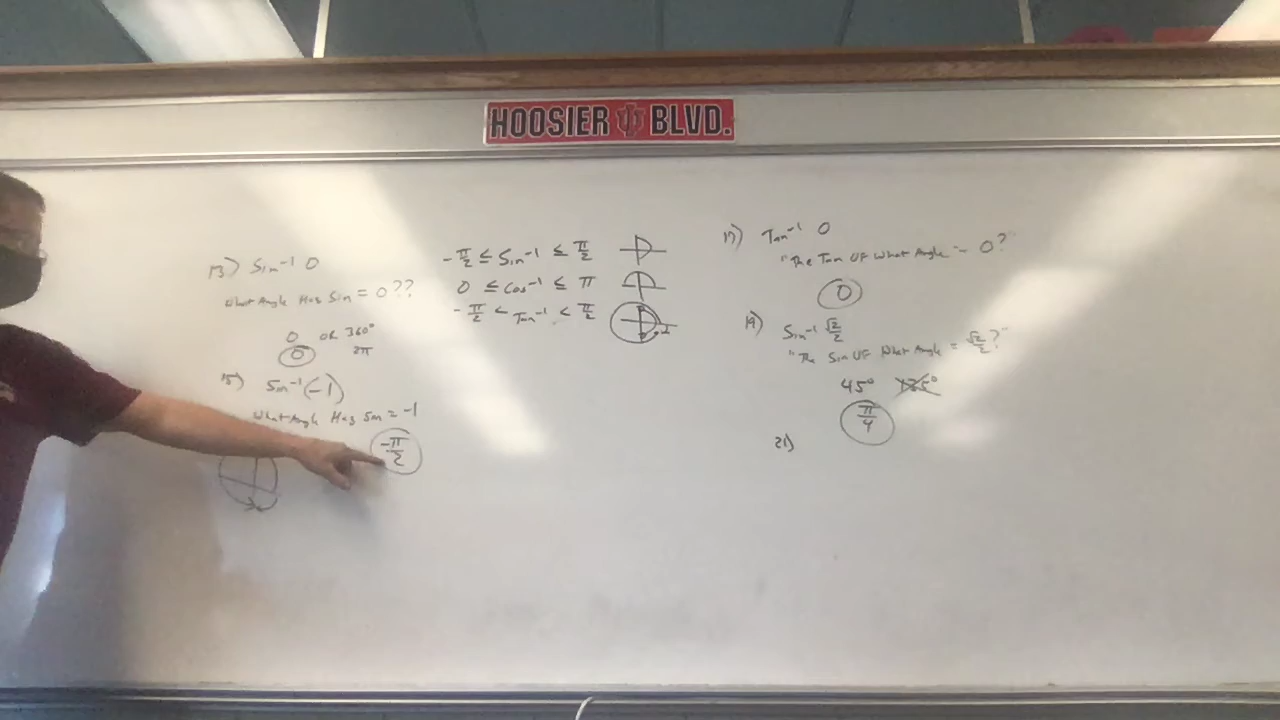 HOOSIER BLVD.
13) Sin⁻¹ 0
What Angle Has Sin = 0??
0 OR 360°
0 2π
15) Sin⁻¹(-1)
What Angle Has Sin = -1
-π/2
-π/2 ≤ Sin⁻¹ ≤ π/2
0 ≤ Cos⁻¹ ≤ π
-π/2 < Tan⁻¹ < π/2
17) Tan⁻¹ 0
"The Tan OF What Angle = 0?"
0
19) Sin⁻¹ √2/2
"The Sin OF What Angle = √2/2?"
45° 135°
π/4
21)